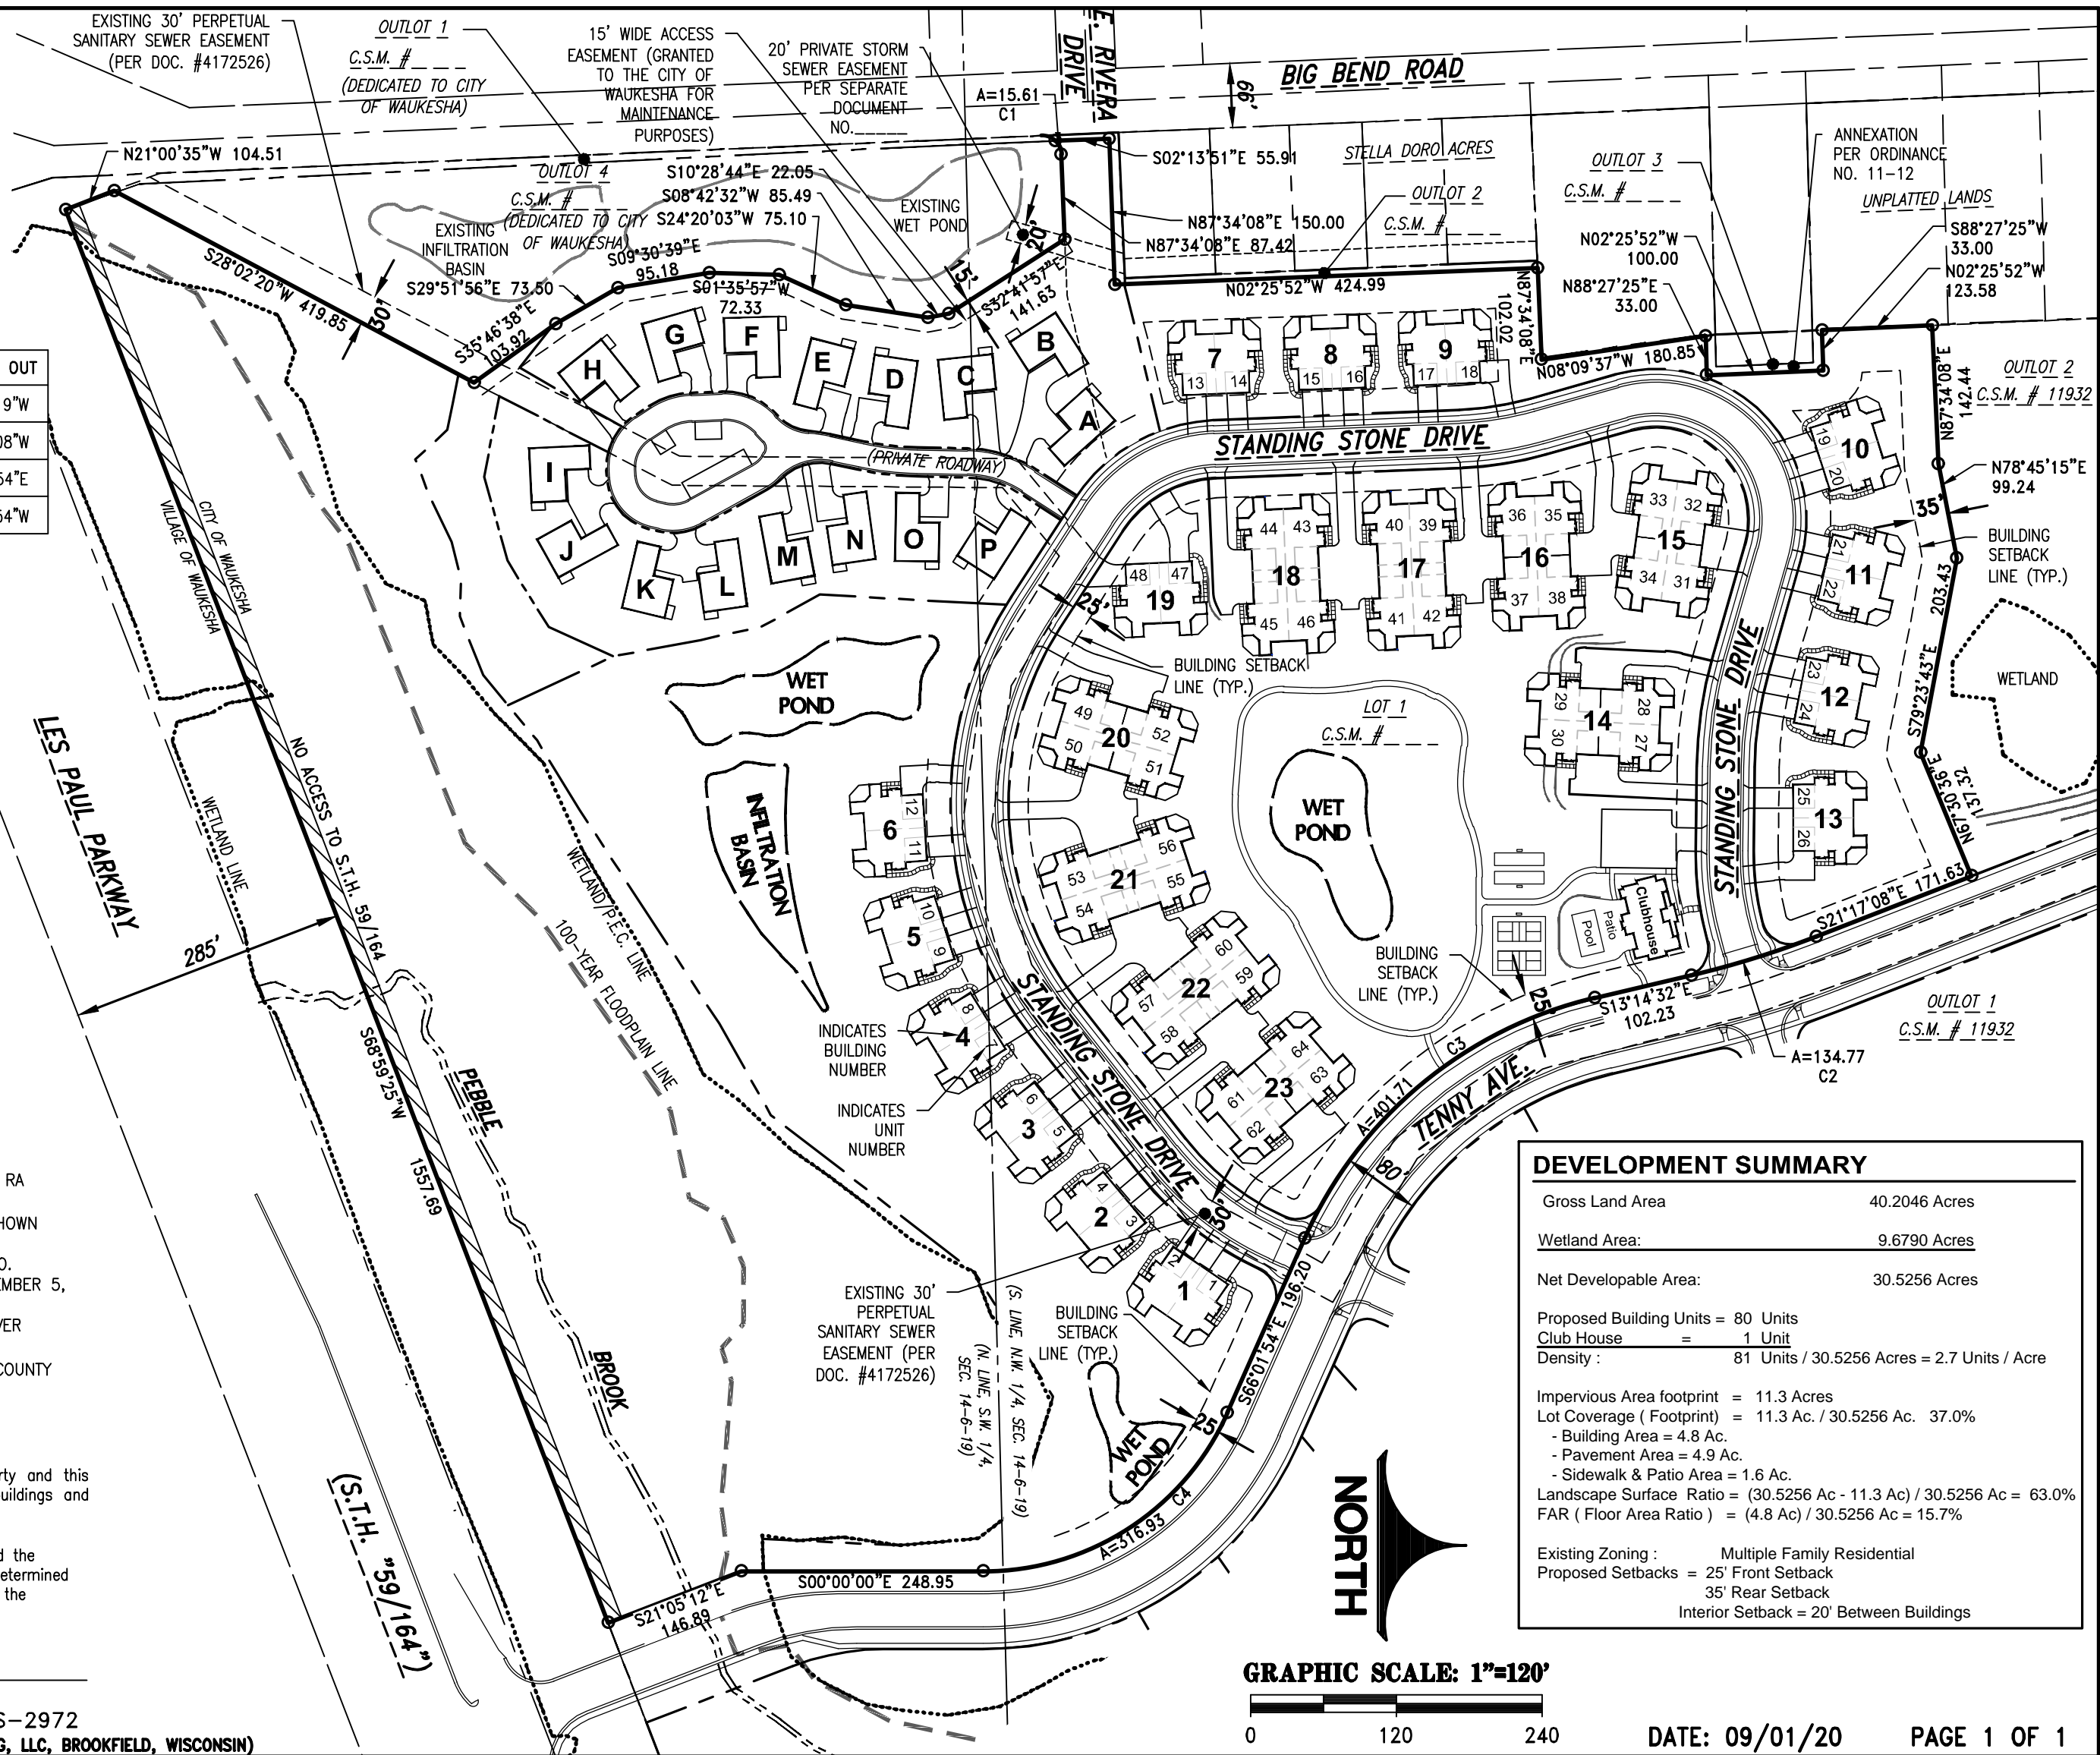 EXISTING 30' PERPETUAL
SANITARY SEWER EASEMENT
(PER DOC. #4172526)
OUTLOT 1
C.S.M. #____
(DEDICATED TO CITY
OF WAUKESHA)
15' WIDE ACCESS
EASEMENT (GRANTED
TO THE CITY OF
WAUKESHA FOR
MAINTENANCE
PURPOSES)
20' PRIVATE STORM
SEWER EASEMENT
PER SEPARATE
DOCUMENT
NO._____
A=15.61
C1
E. RIVERA
DRIVE
66'
BIG BEND ROAD
N21°00'35"W 104.51
OUTLOT 4
C.S.M. #____
(DEDICATED TO CITY
OF WAUKESHA)
S10°28'44"E 22.05
S08°42'32"W 85.49
S24°20'03"W 75.10
EXISTING
WET POND
20'
S02°13'51"E 55.91
STELLA DORO ACRES
OUTLOT 2
C.S.M. #____
N87°34'08"E 150.00
N87°34'08"E 87.42
OUTLOT 3
C.S.M. #____
ANNEXATION
PER ORDINANCE
NO. 11-12
UNPLATTED LANDS
N02°25'52"W
100.00
S88°27'25"W
33.00
N02°25'52"W
123.58
N88°27'25"E
33.00
EXISTING
INFILTRATION
BASIN
S28°02'20"W 419.85
30'
S29°51'56"E 73.50
S09°30'39"E
95.18
S01°35'57"W
72.33
15'
S32°41'57"E
141.63
S35°46'38"E
103.92
N02°25'52"W 424.99
N87°34'08"E
102.02
N08°09'37"W 180.85
N87°34'08"E
142.44
OUTLOT 2
C.S.M. # 11932
N78°45'15"E
99.24
35'
BUILDING
SETBACK
LINE (TYP.)
OUT
9"W
08"W
54"E
54"W
H
G
F
E
D
C
B
A
I
J
K
L
M
N
O
P
(PRIVATE ROADWAY)
7
13 14
8
15 16
9
17 18
STANDING STONE DRIVE
10
19
20
11
21
22
12
23
24
13
25
26
19
48 47
18
44 43
45 46
17
40 39
41 42
16
36 35
37 38
15
33 32
34 31
14
29 28
30 27
25'
BUILDING SETBACK
LINE (TYP.)
LOT 1
C.S.M. #____
203.43
S79°23'43"E
WETLAND
N67°30'36"E
137.32
S21°17'08"E 171.63
STANDING STONE DRIVE
STANDING STONE DRIVE
CITY OF WAUKESHA
VILLAGE OF WAUKESHA
LES PAUL PARKWAY
WETLAND LINE
NO ACCESS TO S.T.H. 59/164
285'
S68°59'25"W
1557.69
PEBBLE
BROOK
100-YEAR FLOODPLAIN LINE
WETLAND/P.E.C. LINE
WET
POND
INFILTRATION
BASIN
WET
POND
6
12
11
5
10
9
4
8
3
6
5
2
4
3
1
2
1
20
49 52
50 51
21
53 56
54 55
22
57 60
58 59
23
61 64
62 63
Clubhouse
Patio
Pool
BUILDING
SETBACK
LINE (TYP.)
25'
S13°14'32"E
102.23
OUTLOT 1
C.S.M. # 11932
A=134.77
C2
C3
A=401.71
TENNY AVE.
80'
STANDING STONE DRIVE
STANDING STONE DRIVE
30'
INDICATES
BUILDING
NUMBER
INDICATES
UNIT
NUMBER
EXISTING 30'
PERPETUAL
SANITARY SEWER
EASEMENT (PER
DOC. #4172526)
BUILDING
SETBACK
LINE (TYP.)
(S. LINE, N.W. 1/4, SEC. 14-6-19)
(N. LINE, S.W. 1/4,
SEC. 14-6-19)
S66°01'54"E 196.20
25'
WET
POND
C4
A=316.93
S00°00'00"E 248.95
S21°05'12"E
146.89
(S.T.H. "59/164")
RA
HOWN
O.
EMBER 5,
VER
COUNTY
rty and this
uildings and
d the
etermined
the
S-2972
G, LLC, BROOKFIELD, WISCONSIN)
DEVELOPMENT SUMMARY
Gross Land Area 40.2046 Acres
Wetland Area: 9.6790 Acres
Net Developable Area: 30.5256 Acres
Proposed Building Units = 80 Units
Club House = 1 Unit
Density : 81 Units / 30.5256 Acres = 2.7 Units / Acre
Impervious Area footprint = 11.3 Acres
Lot Coverage ( Footprint) = 11.3 Ac. / 30.5256 Ac. 37.0%
- Building Area = 4.8 Ac.
- Pavement Area = 4.9 Ac.
- Sidewalk & Patio Area = 1.6 Ac.
Landscape Surface Ratio = (30.5256 Ac - 11.3 Ac) / 30.5256 Ac = 63.0%
FAR ( Floor Area Ratio ) = (4.8 Ac) / 30.5256 Ac = 15.7%
Existing Zoning : Multiple Family Residential
Proposed Setbacks = 25' Front Setback
35' Rear Setback
Interior Setback = 20' Between Buildings
NORTH
GRAPHIC SCALE: 1"=120'
0 120 240
DATE: 09/01/20 PAGE 1 OF 1